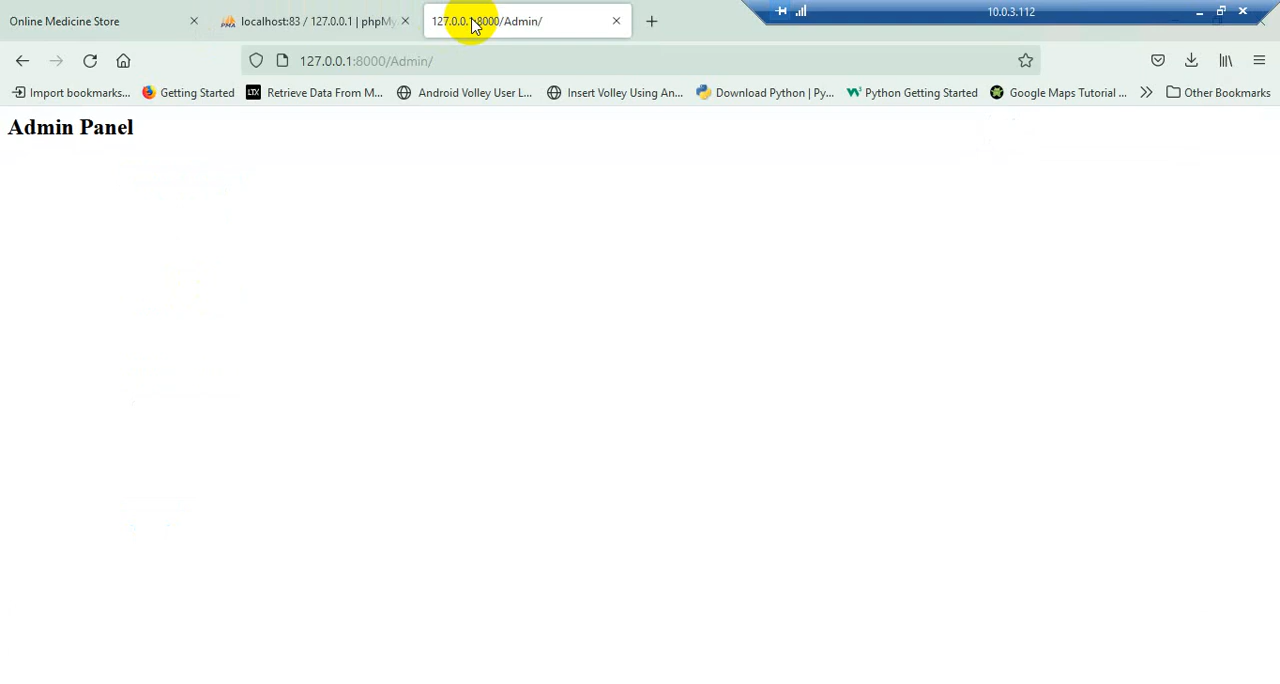 Online Medicine Store
localhost:83 / 127.0.0.1 | phpMy
127.0.0.1:8000/Admin/
10.0.3.112
127.0.0.1:8000/Admin/
Import bookmarks...
Getting Started
LTX
Retrieve Data From M...
Android Volley User L...
Insert Volley Using An...
Download Python | Py...
Python Getting Started
Google Maps Tutorial ...
Other Bookmarks
Admin Panel